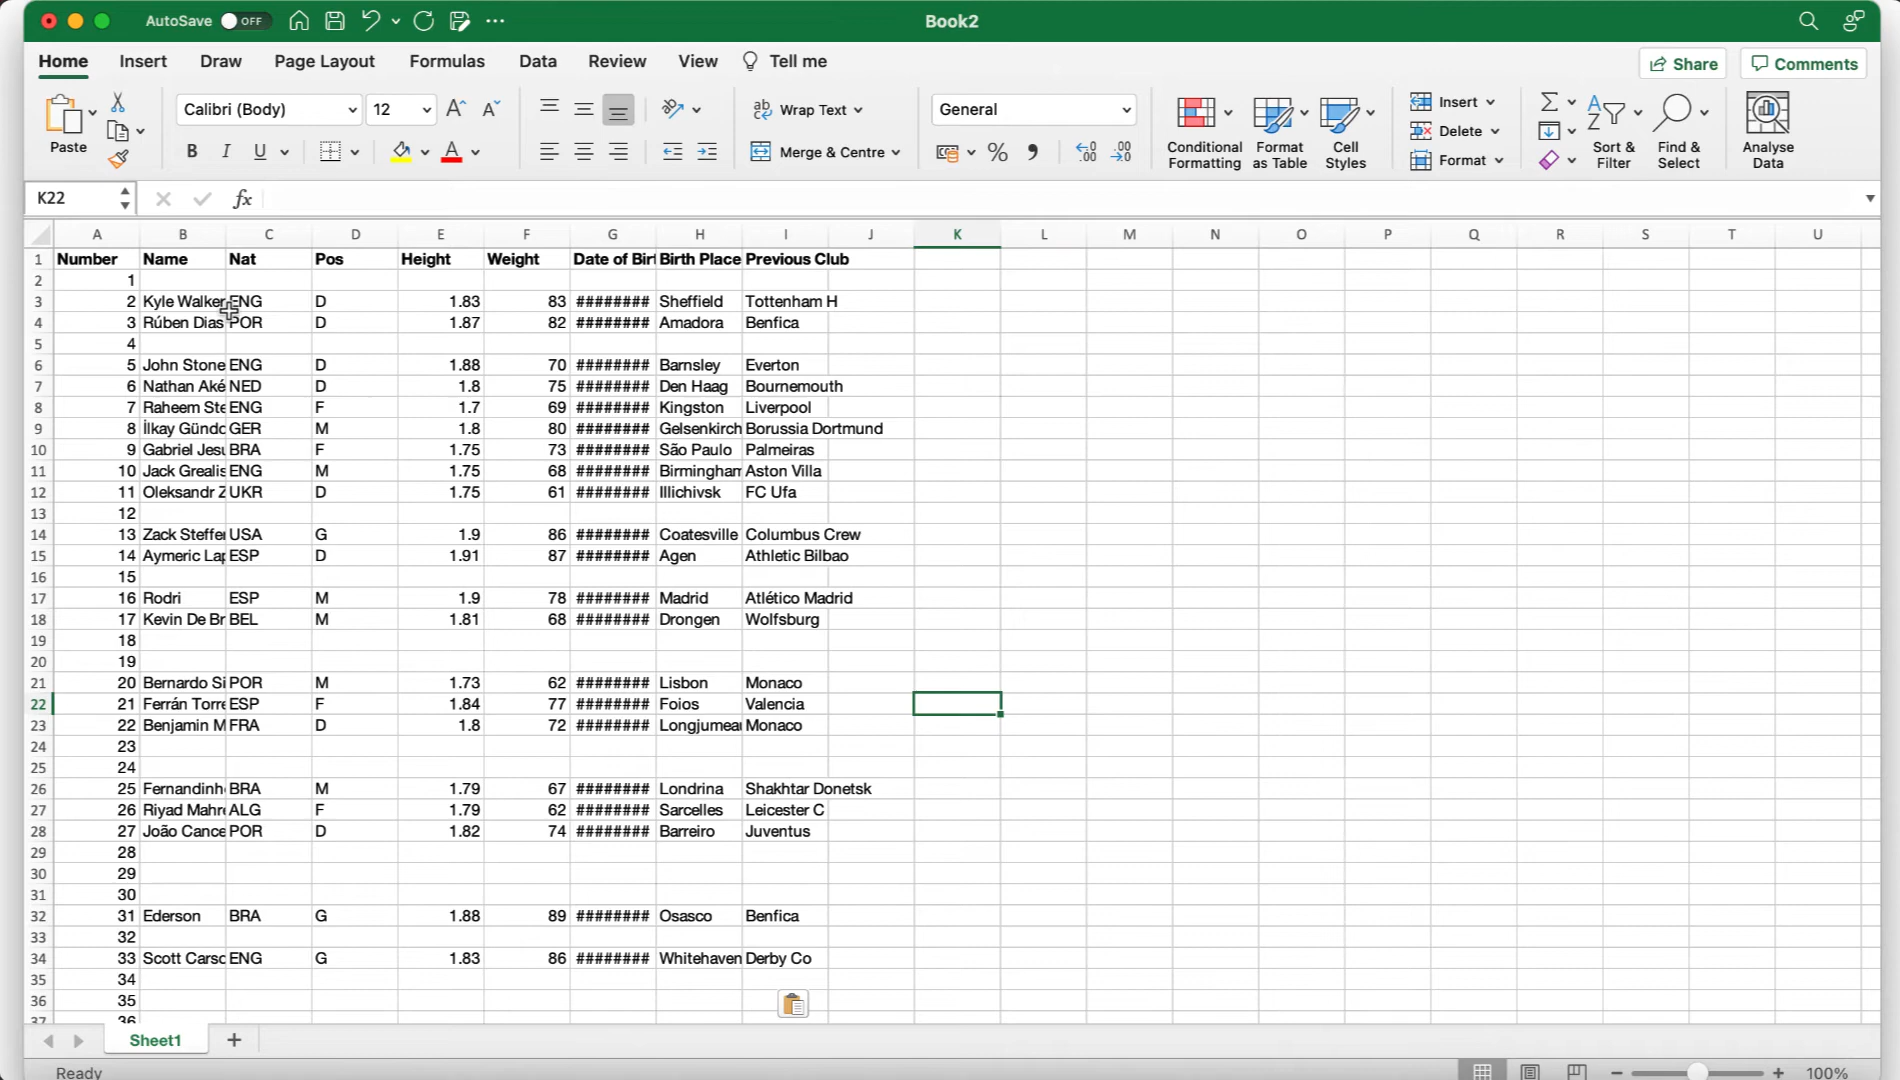 AutoSave OFF Book2
Home Insert Draw Page Layout Formulas Data Review View Tell me Share Comments
Paste Calibri (Body) 12 A^ A˅ ab Wrap Text General Insert Σ A Z
B I U A Merge & Centre % 9 Conditional Formatting Format as Table Cell Styles Delete Format Sort & Filter Find & Select Analyse Data
K22 fx
A B C D E F G H I J K L M N O P Q R S T U
1 Number Name Nat Pos Height Weight Date of Birt Birth Place Previous Club
2 1
3 2 Kyle Walker ENG D 1.83 83 ######## Sheffield Tottenham H
4 3 Rúben Dias POR D 1.87 82 ######## Amadora Benfica
5 4
6 5 John Stone ENG D 1.88 70 ######## Barnsley Everton
7 6 Nathan Aké NED D 1.8 75 ######## Den Haag Bournemouth
8 7 Raheem Ste ENG F 1.7 69 ######## Kingston Liverpool
9 8 İlkay Gündo GER M 1.8 80 ######## Gelsenkirch Borussia Dortmund
10 9 Gabriel Jesu BRA F 1.75 73 ######## São Paulo Palmeiras
11 10 Jack Grealis ENG M 1.75 68 ######## Birmingham Aston Villa
12 11 Oleksandr Z UKR D 1.75 61 ######## Illichivsk FC Ufa
13 12
14 13 Zack Steffen USA G 1.9 86 ######## Coatesville Columbus Crew
15 14 Aymeric Lap ESP D 1.91 87 ######## Agen Athletic Bilbao
16 15
17 16 Rodri ESP M 1.9 78 ######## Madrid Atlético Madrid
18 17 Kevin De Br BEL M 1.81 68 ######## Drongen Wolfsburg
19 18
20 19
21 20 Bernardo Si POR M 1.73 62 ######## Lisbon Monaco
22 21 Ferrán Torre ESP F 1.84 77 ######## Foios Valencia
23 22 Benjamin M FRA D 1.8 72 ######## Longjumeau Monaco
24 23
25 24
26 25 Fernandinho BRA M 1.79 67 ######## Londrina Shakhtar Donetsk
27 26 Riyad Mahre ALG F 1.79 62 ######## Sarcelles Leicester C
28 27 João Cance POR D 1.82 74 ######## Barreiro Juventus
29 28
30 29
31 30
32 31 Ederson BRA G 1.88 89 ######## Osasco Benfica
33 32
34 33 Scott Carso ENG G 1.83 86 ######## Whitehaven Derby Co
35 34
36 35
37 36
Sheet1
Ready 100%